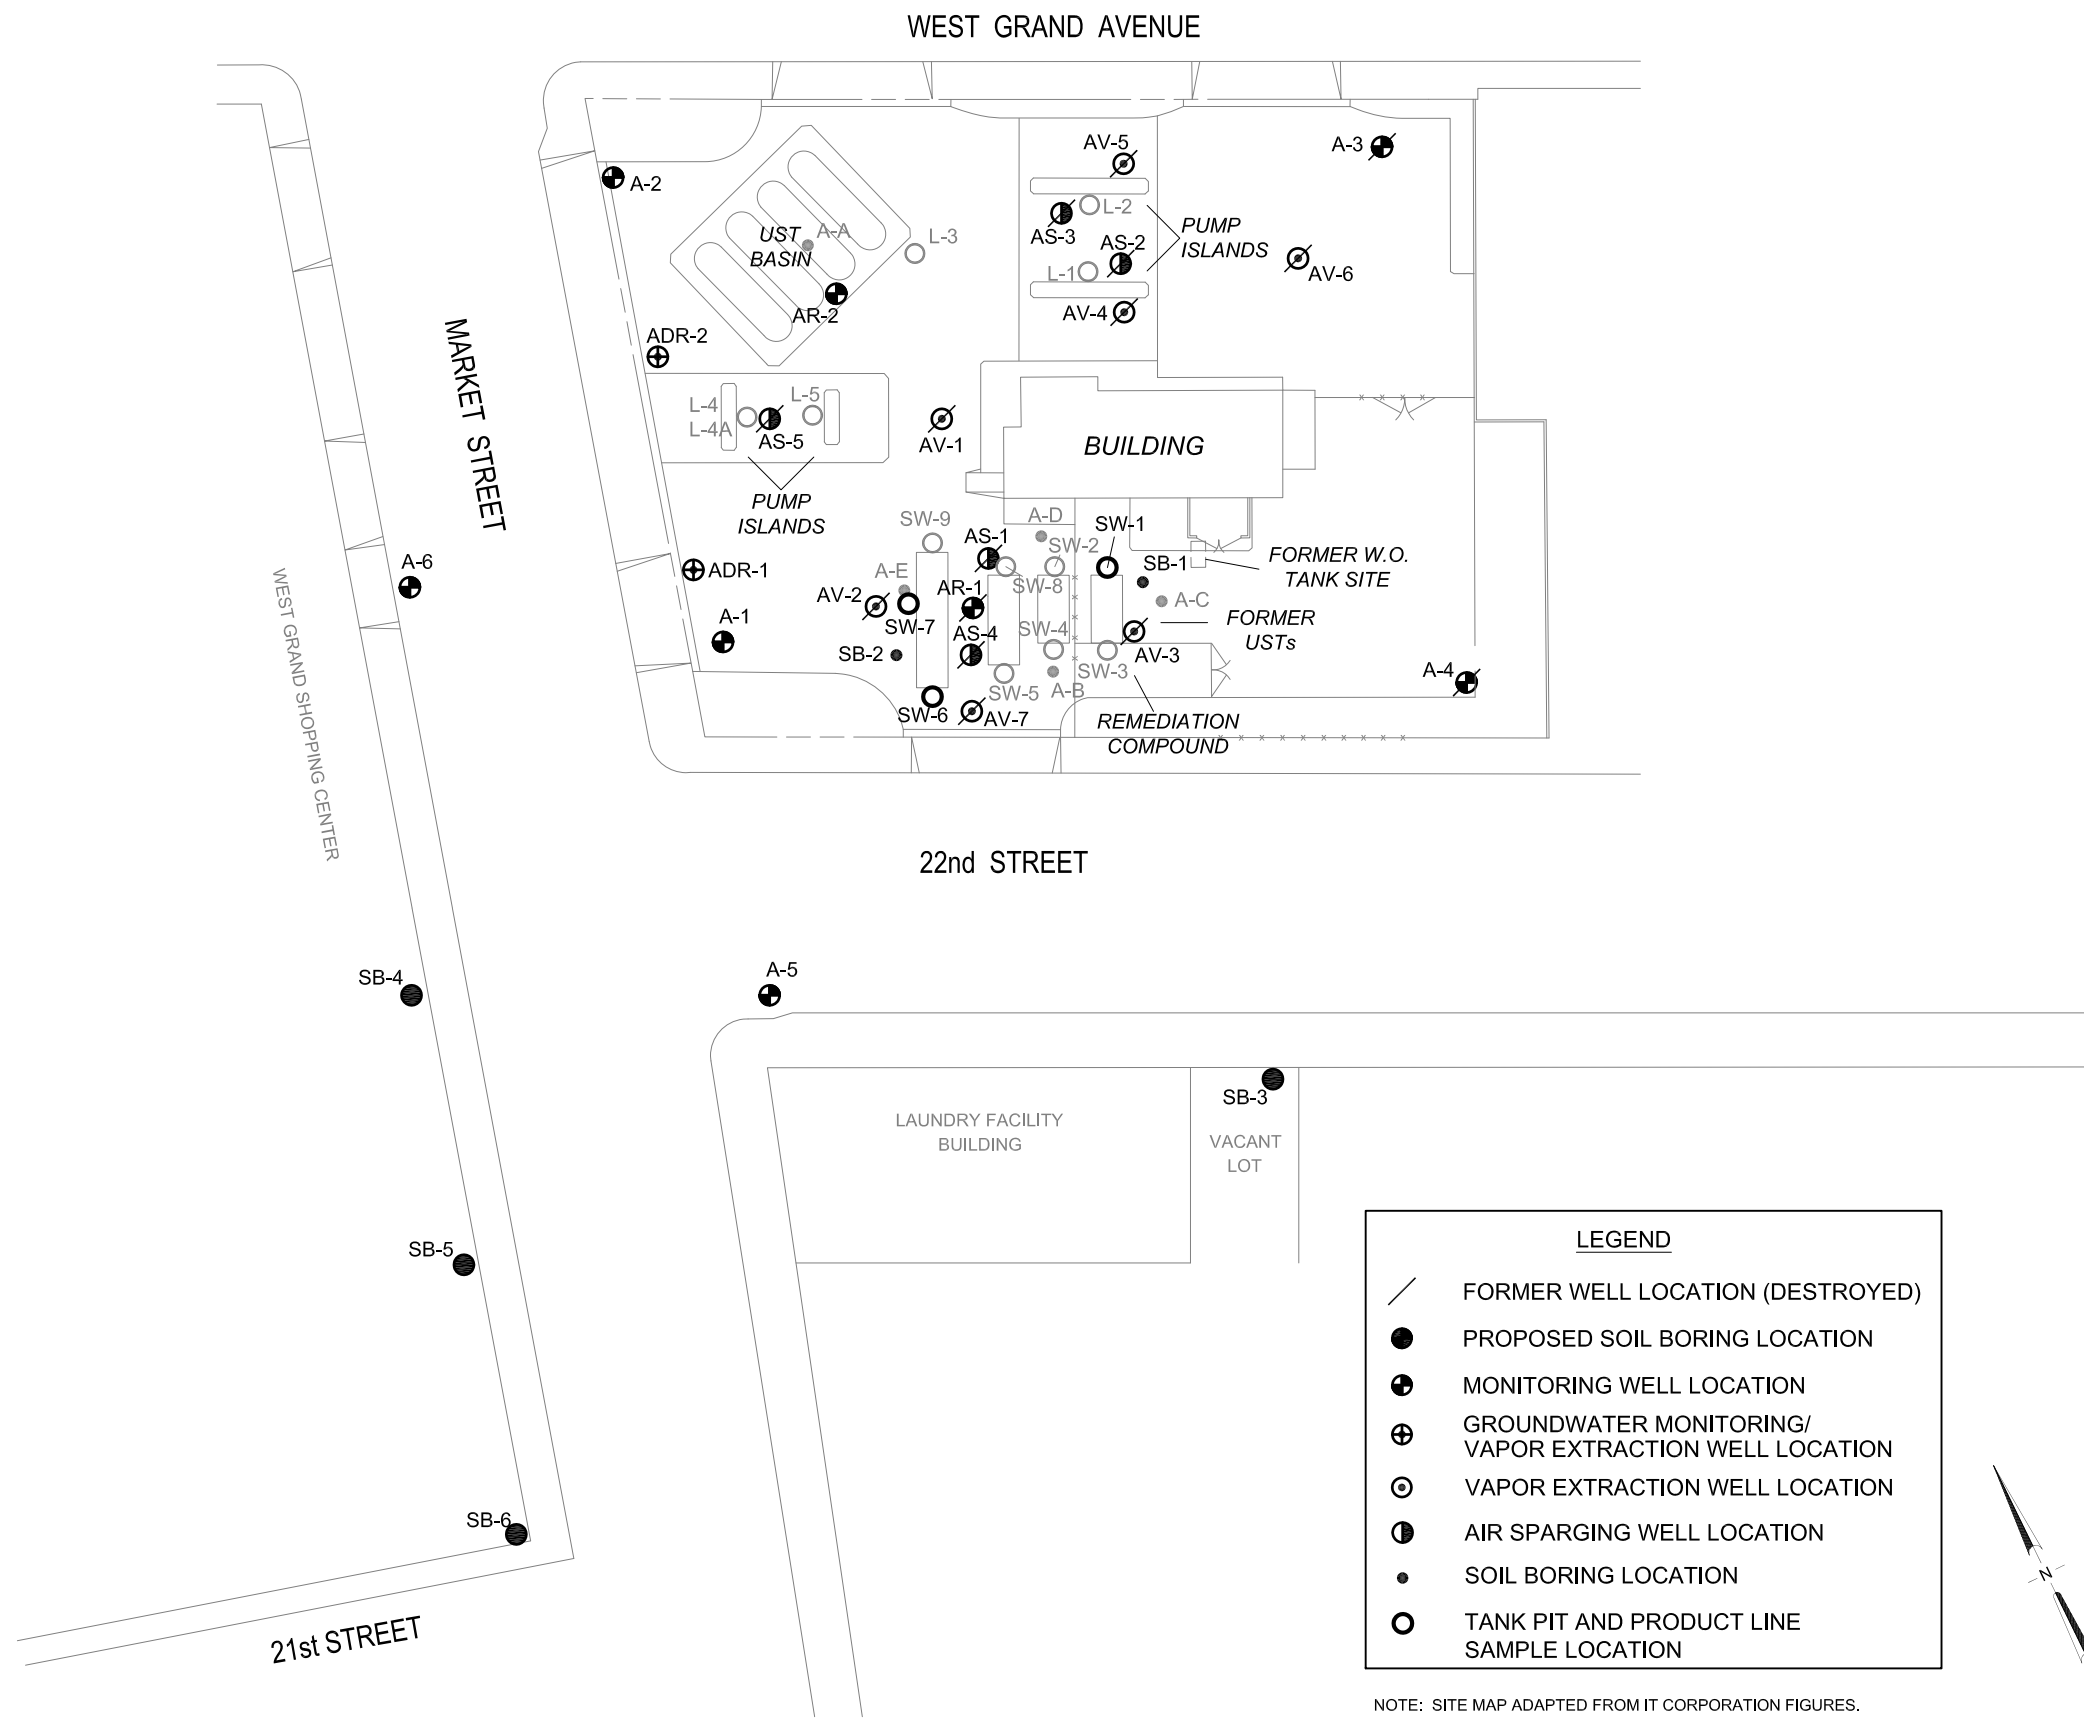 WEST GRAND AVENUE
AV-5
A-3
A-2
L-2
UST
BASIN
A-A
L-3
AS-3
PUMP
ISLANDS
AS-2
L-1
AV-6
AR-2
AV-4
MARKET STREET
ADR-2
L-4
L-4A
L-5
AS-5
AV-1
BUILDING
PUMP
ISLANDS
SW-9
A-D
SW-1
AS-1
SW-2
SB-1
FORMER W.O.
TANK SITE
A-6
ADR-1
A-E
SW-8
AV-2
AR-1
A-C
A-1
SW-7
AS-4
SW-4
FORMER
USTs
SB-2
AV-3
SW-3
A-4
SW-5
A-B
SW-6
AV-7
REMEDIATION
COMPOUND
WEST GRAND SHOPPING CENTER
22nd STREET
SB-4
A-5
SB-3
LAUNDRY FACILITY
BUILDING
VACANT
LOT
SB-5
SB-6
21st STREET
LEGEND
FORMER WELL LOCATION (DESTROYED)
PROPOSED SOIL BORING LOCATION
MONITORING WELL LOCATION
GROUNDWATER MONITORING/
VAPOR EXTRACTION WELL LOCATION
VAPOR EXTRACTION WELL LOCATION
AIR SPARGING WELL LOCATION
SOIL BORING LOCATION
TANK PIT AND PRODUCT LINE
SAMPLE LOCATION
N
NOTE: SITE MAP ADAPTED FROM IT CORPORATION FIGURES.